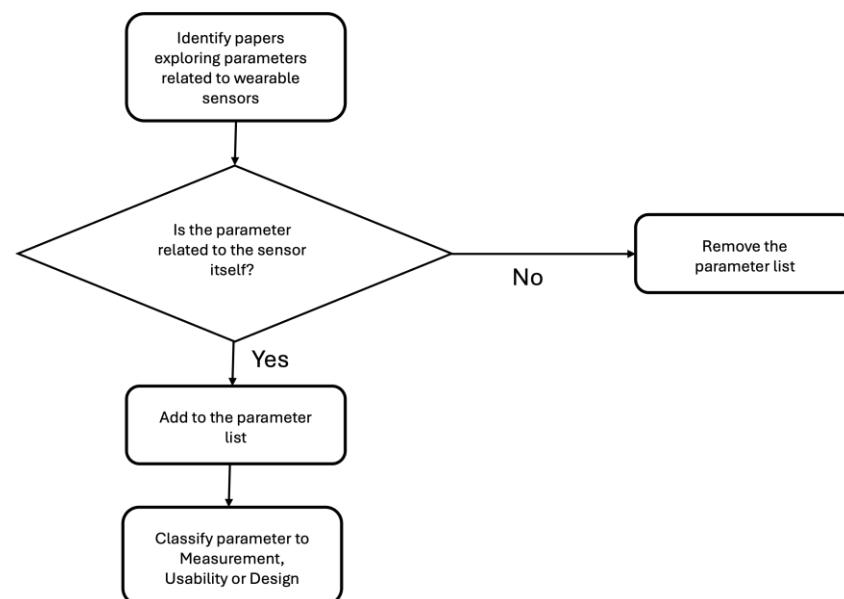 Identify papers
exploring parameters
related to wearable
sensors
Is the parameter
related to the sensor
itself?
No
Remove the
parameter list
Yes
Add to the parameter
list
Classify parameter to
Measurement,
Usability or Design